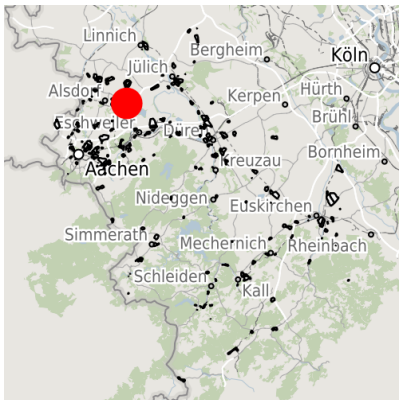 Linnich
Bergheim
Köln
Jülich
Alsdorf
Kerpen
Hürth
Eschweiler
Düren
Brühl
Kreuzau
Bornheim
Aachen
Nideggen
Euskirchen
Simmerath
Mechernich
Rheinbach
Schleiden
Kall